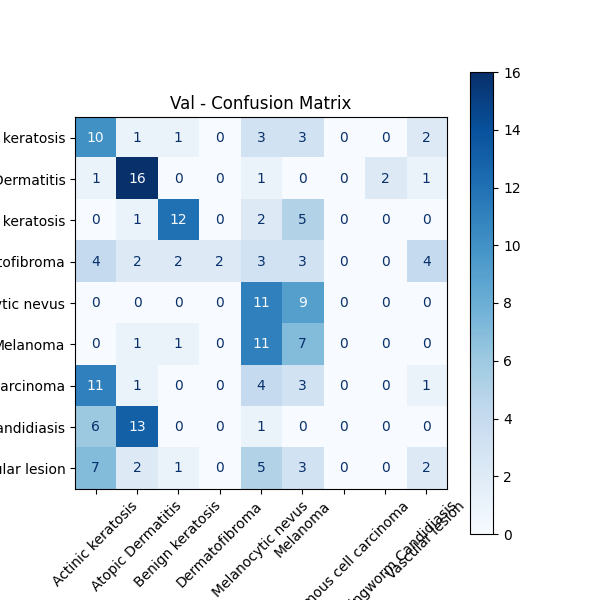 Val - Confusion Matrix
keratosis 10 1 1 0 3 3 0 0 2
Dermatitis 1 16 0 0 1 0 0 2 1
keratosis 0 1 12 0 2 5 0 0 0
tofibroma 4 2 2 2 3 3 0 0 4
ytic nevus 0 0 0 0 11 9 0 0 0
Melanoma 0 1 1 0 11 7 0 0 0
arcinoma 11 1 0 0 4 3 0 0 1
andidiasis 6 13 0 0 1 0 0 0 0
ular lesion 7 2 1 0 5 3 0 0 2
Actinic keratosis
Atopic Dermatitis
Benign keratosis
Dermatofibroma
Melanocytic nevus
Melanoma
mous cell carcinoma
ngworm Candidiasis
Vascular lesion
16
14
12
10
8
6
4
2
0